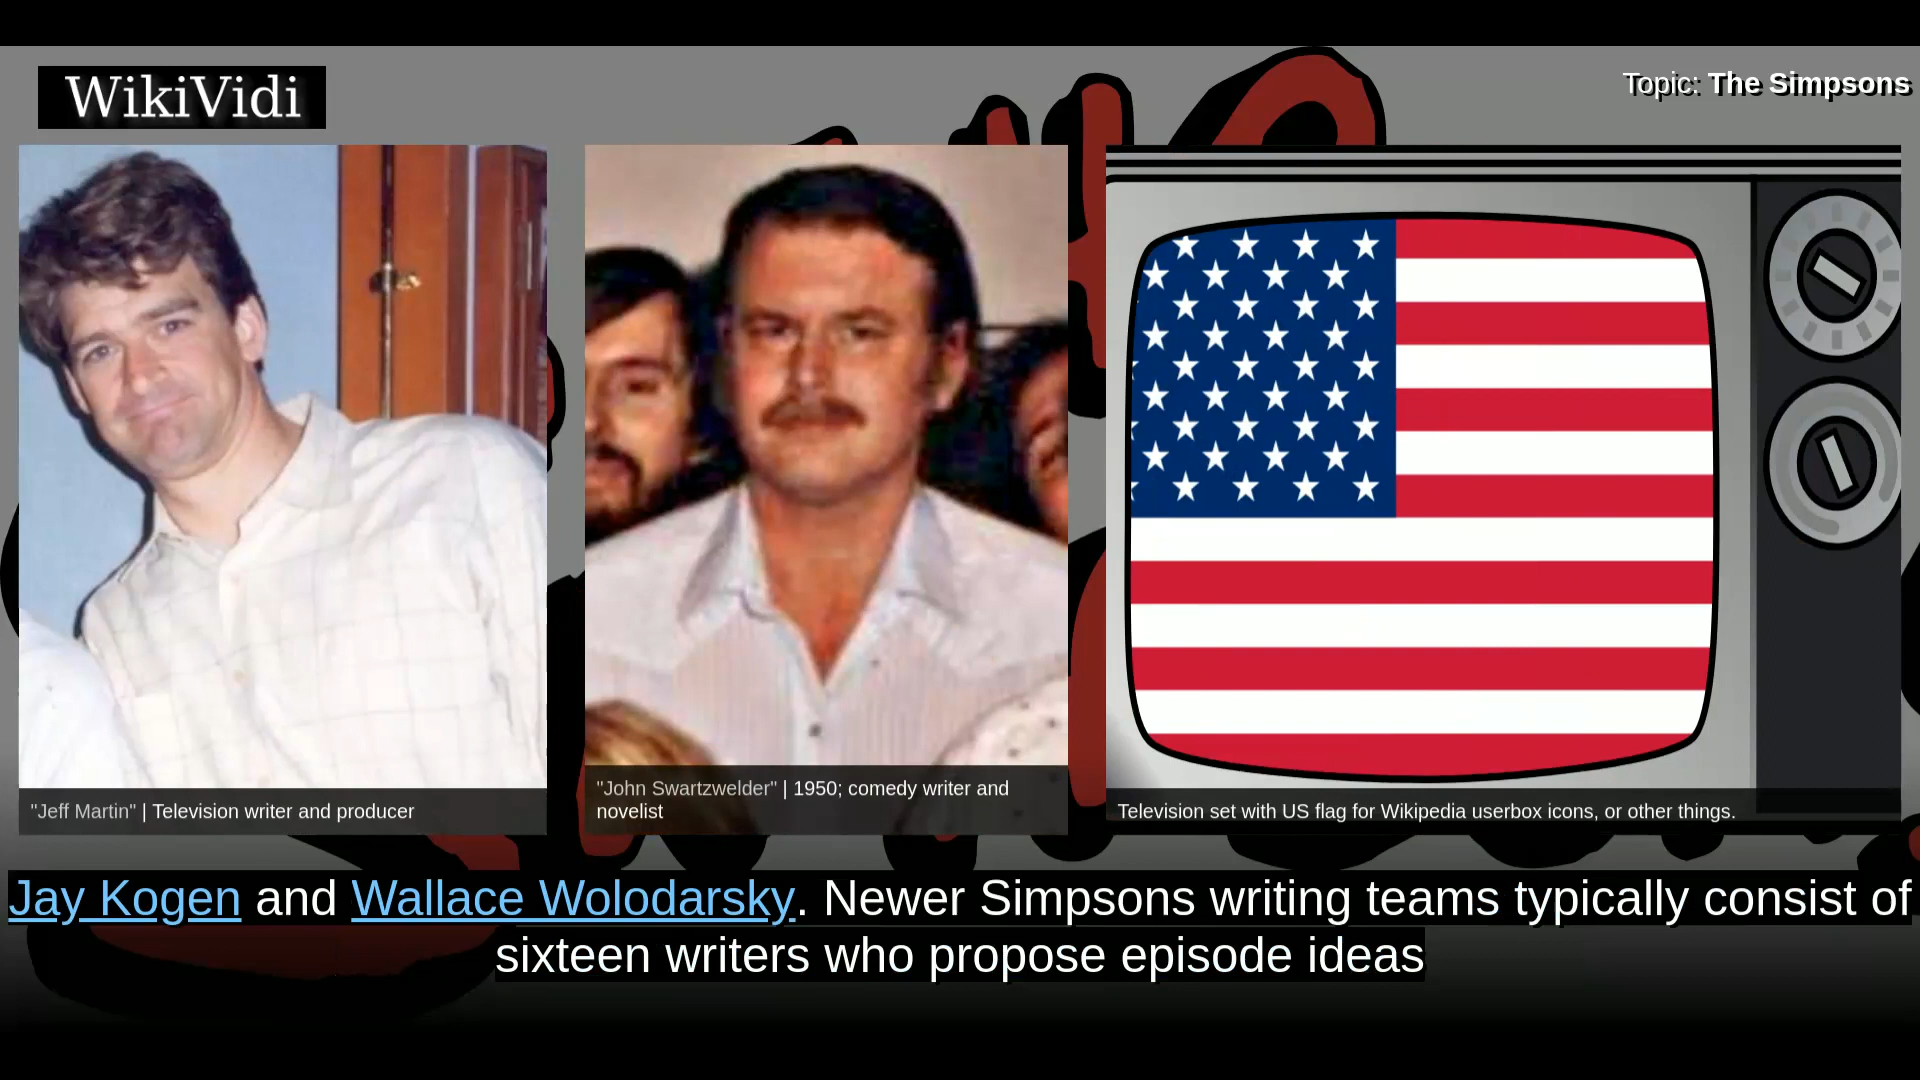 WikiVidi
Topic: The Simpsons
"Jeff Martin" | Television writer and producer
"John Swartzwelder" | 1950; comedy writer and
novelist
Television set with US flag for Wikipedia userbox icons, or other things.
Jay Kogen and Wallace Wolodarsky. Newer Simpsons writing teams typically consist of
sixteen writers who propose episode ideas